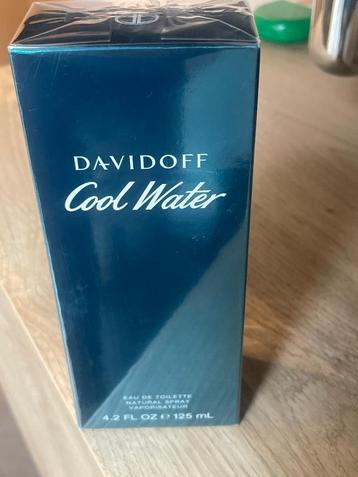 DAVIDOFF
Cool Water
EAU DE TOILETTE
NATURAL SPRAY
VAPORISATEUR
4.2 FL OZ ℮ 125 mL